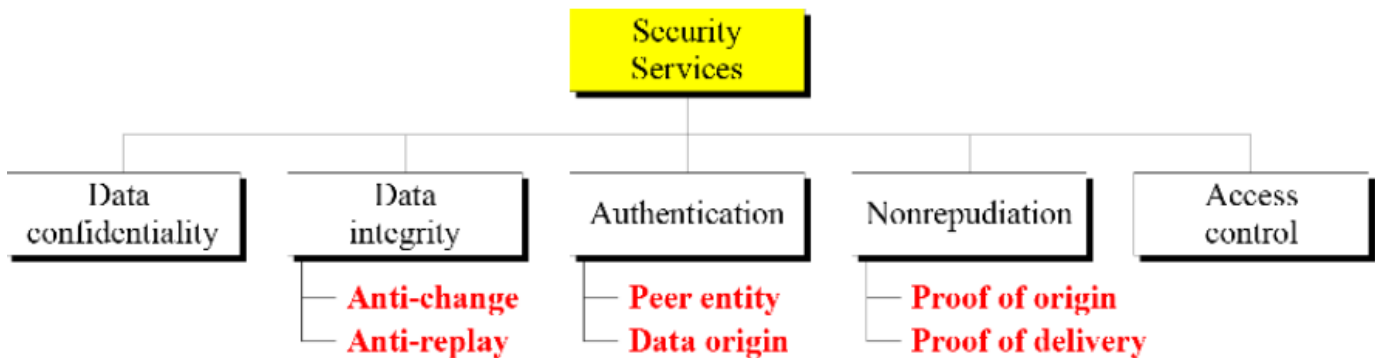 Security
Services
Data
confidentiality
Data
integrity
Authentication
Nonrepudiation
Access
control
Anti-change
Anti-replay
Peer entity
Data origin
Proof of origin
Proof of delivery